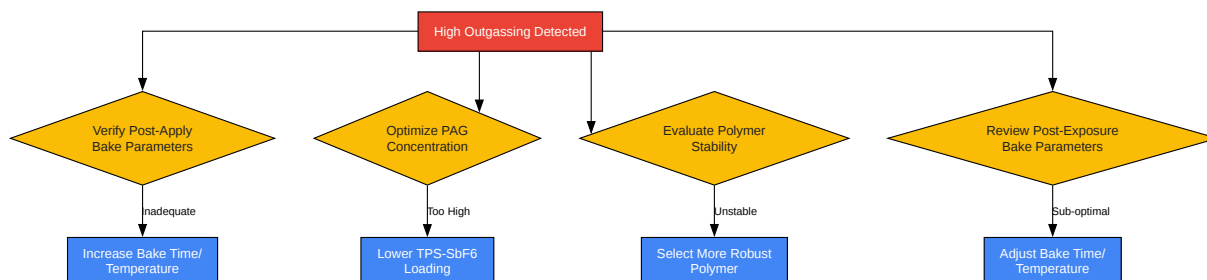 High Outgassing Detected
Verify Post-Apply
Bake Parameters
Optimize PAG
Concentration
Evaluate Polymer
Stability
Review Post-Exposure
Bake Parameters
Inadequate
Too High
Unstable
Sub-optimal
Increase Bake Time/
Temperature
Lower TPS-SbF6
Loading
Select More Robust
Polymer
Adjust Bake Time/
Temperature